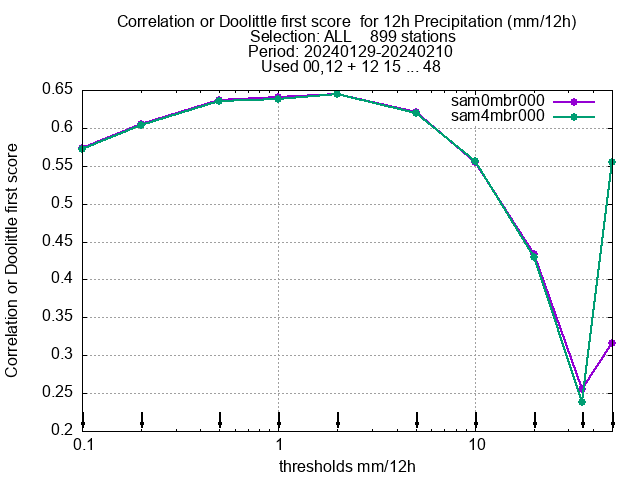 Correlation or Doolittle first score  for 12h Precipitation (mm/12h)
Selection: ALL    899 stations
Period: 20240129-20240210
Used 00,12 + 12 15 ... 48
sam0mbr000
sam4mbr000
Correlation or Doolittle first score
0.65
0.6
0.55
0.5
0.45
0.4
0.35
0.3
0.25
0.2
0.1 1 10
thresholds mm/12h